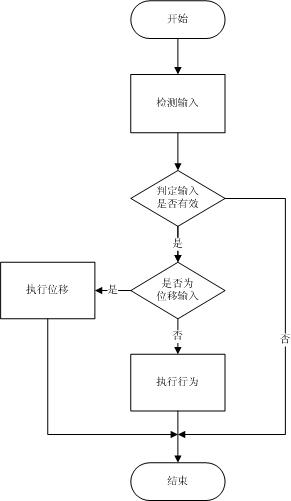 开始
检测输入
判定输入
是否有效
是
是否为
位移输入
是
执行位移
否
否
执行行为
结束